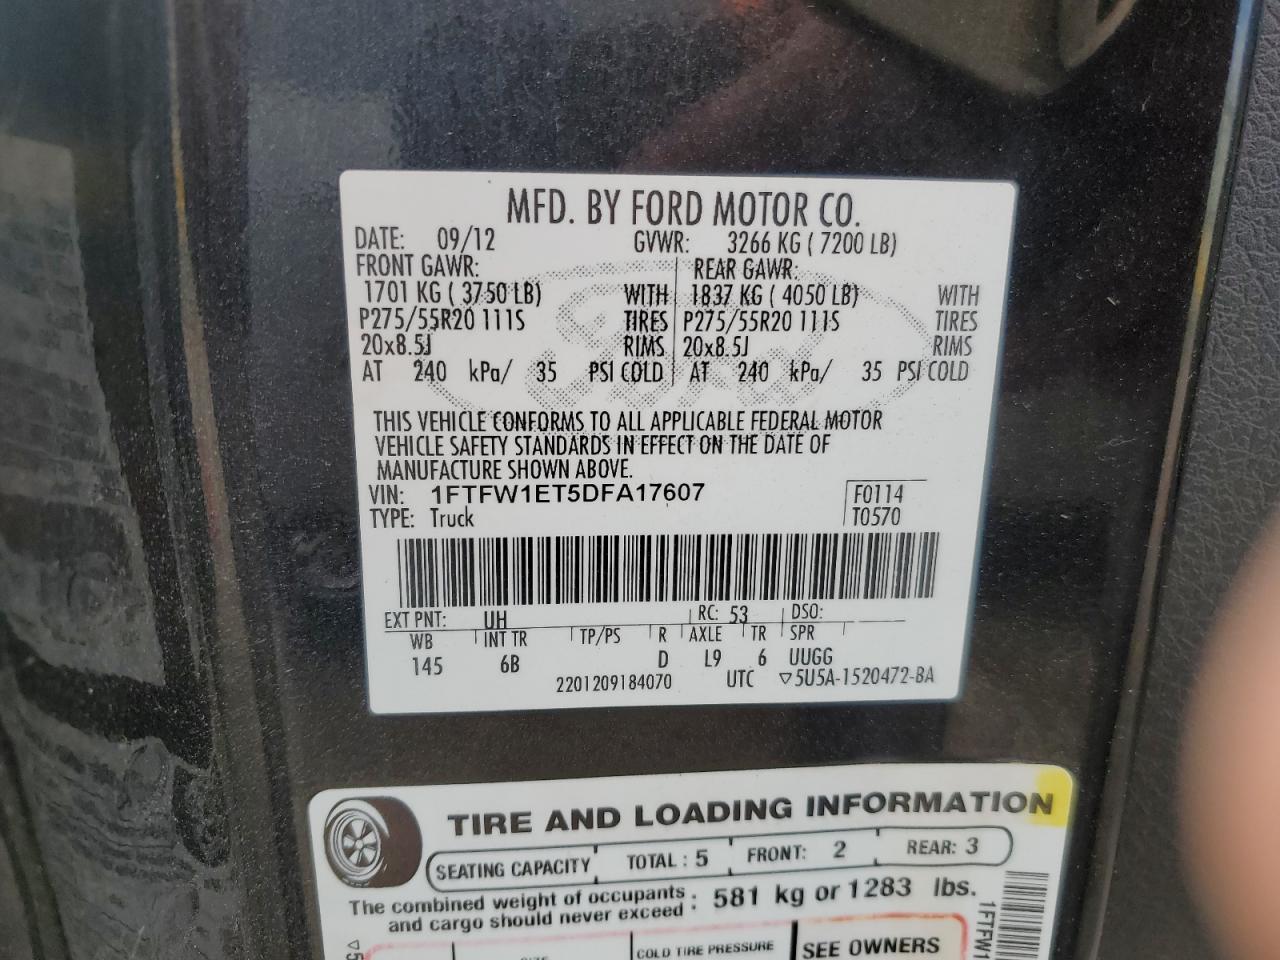 MFD. BY FORD MOTOR CO.
DATE: 09/12 GVWR: 3266 KG ( 7200 LB)
FRONT GAWR: REAR GAWR:
1701 KG ( 3750 LB) WITH 1837 KG ( 4050 LB) WITH
P275/55R20 111S TIRES P275/55R20 111S TIRES
20x8.5J RIMS 20x8.5J RIMS
AT 240 kPa/ 35 PSI COLD AT 240 kPa/ 35 PSI COLD
THIS VEHICLE CONFORMS TO ALL APPLICABLE FEDERAL MOTOR
VEHICLE SAFETY STANDARDS IN EFFECT ON THE DATE OF
MANUFACTURE SHOWN ABOVE.
VIN: 1FTFW1ET5DFA17607 F0114
TYPE: Truck T0570
EXT PNT: UH RC: 53 DSO:
WB INT TR TP/PS R AXLE TR SPR
145 6B D L9 6 UUGG
2201209184070 UTC ▽5U5A-1520472-BA
TIRE AND LOADING INFORMATION
SEATING CAPACITY TOTAL : 5 FRONT: 2 REAR: 3
The combined weight of occupants : 581 kg or 1283 lbs.
and cargo should never exceed :
COLD TIRE PRESSURE SEE OWNERS
1FTFW1
▽5